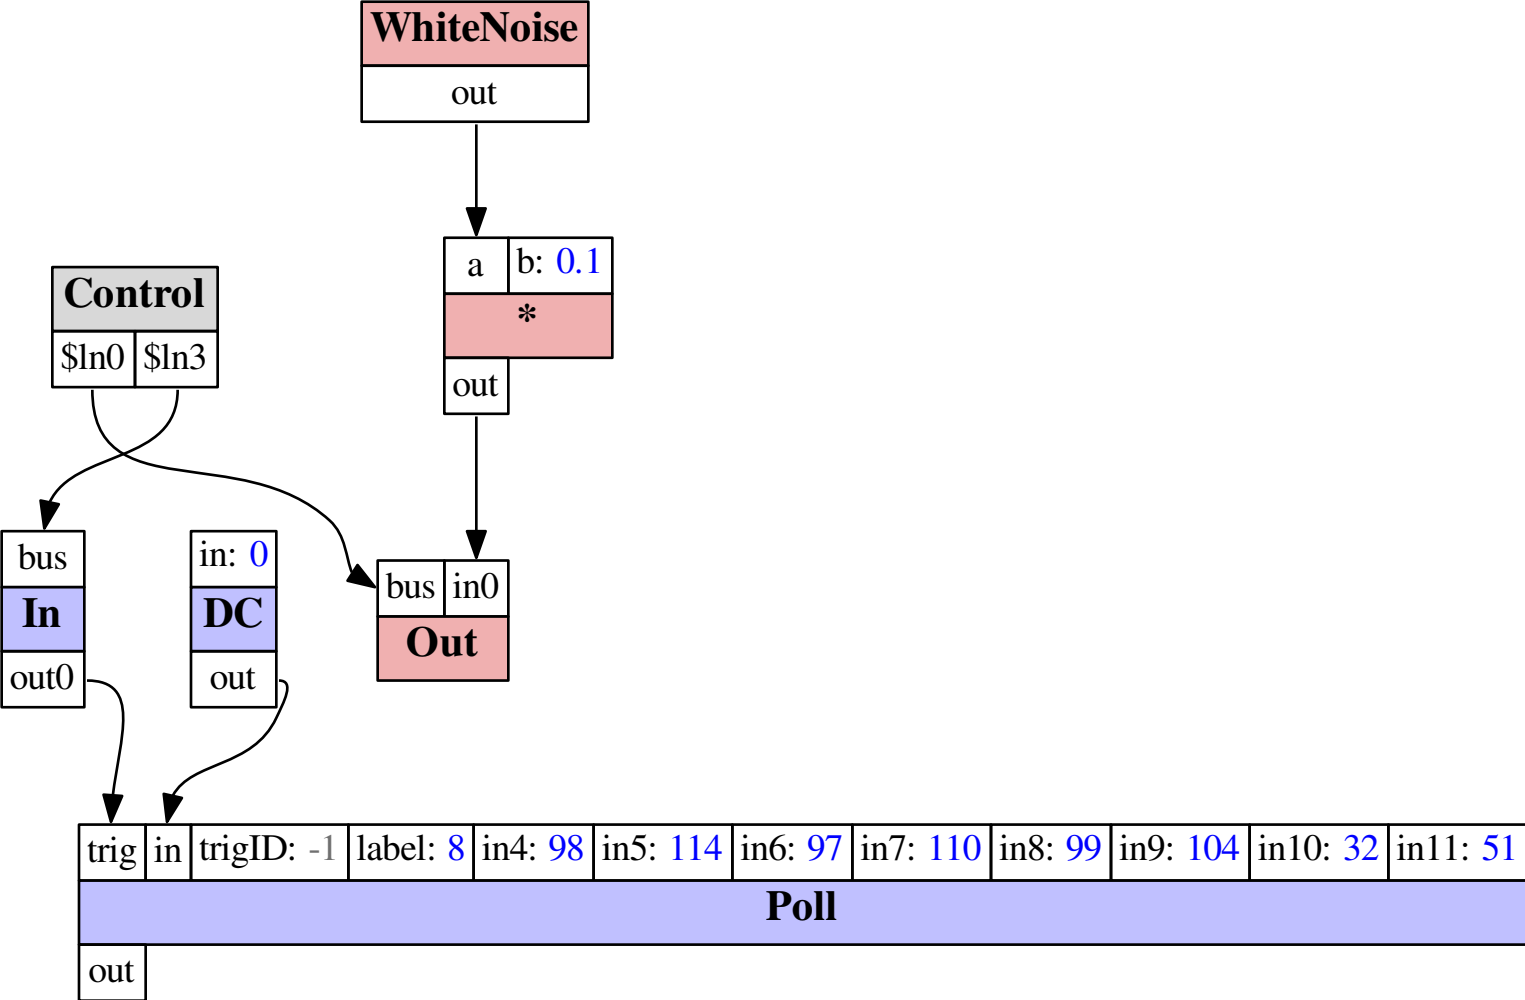 WhiteNoise
out
a b: 0.1
*
out
Control
$ln0 $ln3
bus
In
out0
in: 0
DC
out
bus in0
Out
trig in trigID: -1 label: 8 in4: 98 in5: 114 in6: 97 in7: 110 in8: 99 in9: 104 in10: 32 in11: 51
Poll
out